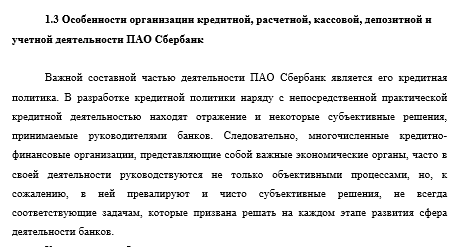 1.3 Особенности организации кредитной, расчетной, кассовой, депозитной и
учетной деятельности ПАО Сбербанк
Важной составной частью деятельности ПАО Сбербанк является его кредитная
политика. В разработке кредитной политики наряду с непосредственной практической
кредитной деятельностью находят отражение и некоторые субъективные решения,
принимаемые руководителями банков. Следовательно, многочисленные кредитно-
финансовые организации, представляющие собой важные экономические органы, часто в
своей деятельности руководствуются не только объективными процессами, но, к
сожалению, в ней превалируют и чисто субъективные решения, не всегда
соответствующие задачам, которые призвана решать на каждом этапе развития сфера
деятельности банков.